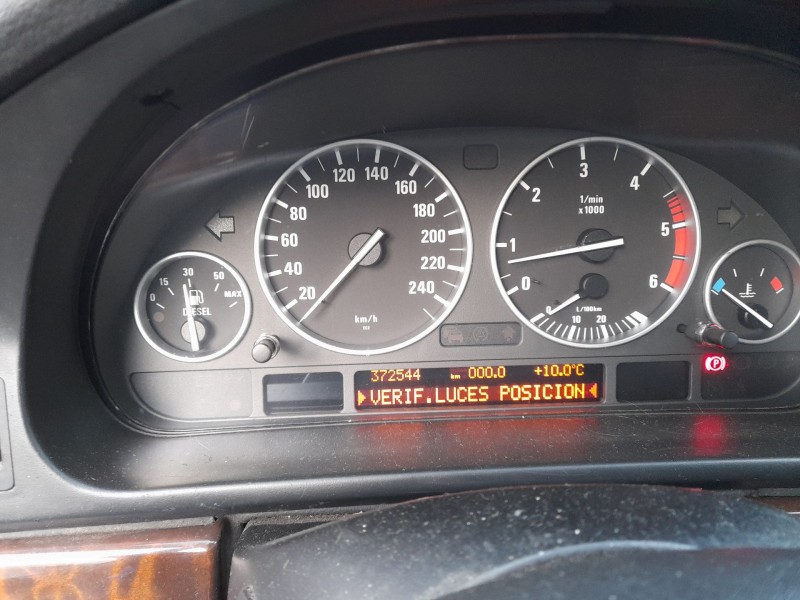 20 40 60 80 100 120 140 160 180 200 220 240
km/h
0 1 2 3 4 5 6
1/min
x 1000
0 10 20
L/100km
0 15 30 50 MAX
DIESEL
372544 km 000.0 +10.0°C
VERIF.LUCES POSICION
(P)